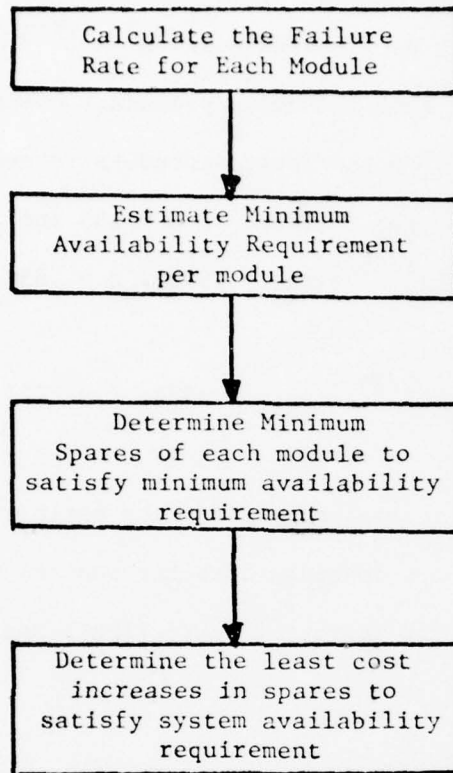 Calculate the Failure
Rate for Each Module
Estimate Minimum
Availability Requirement
per module
Determine Minimum
Spares of each module to
satisfy minimum availability
requirement
Determine the least cost
increases in spares to
satisfy system availability
requirement